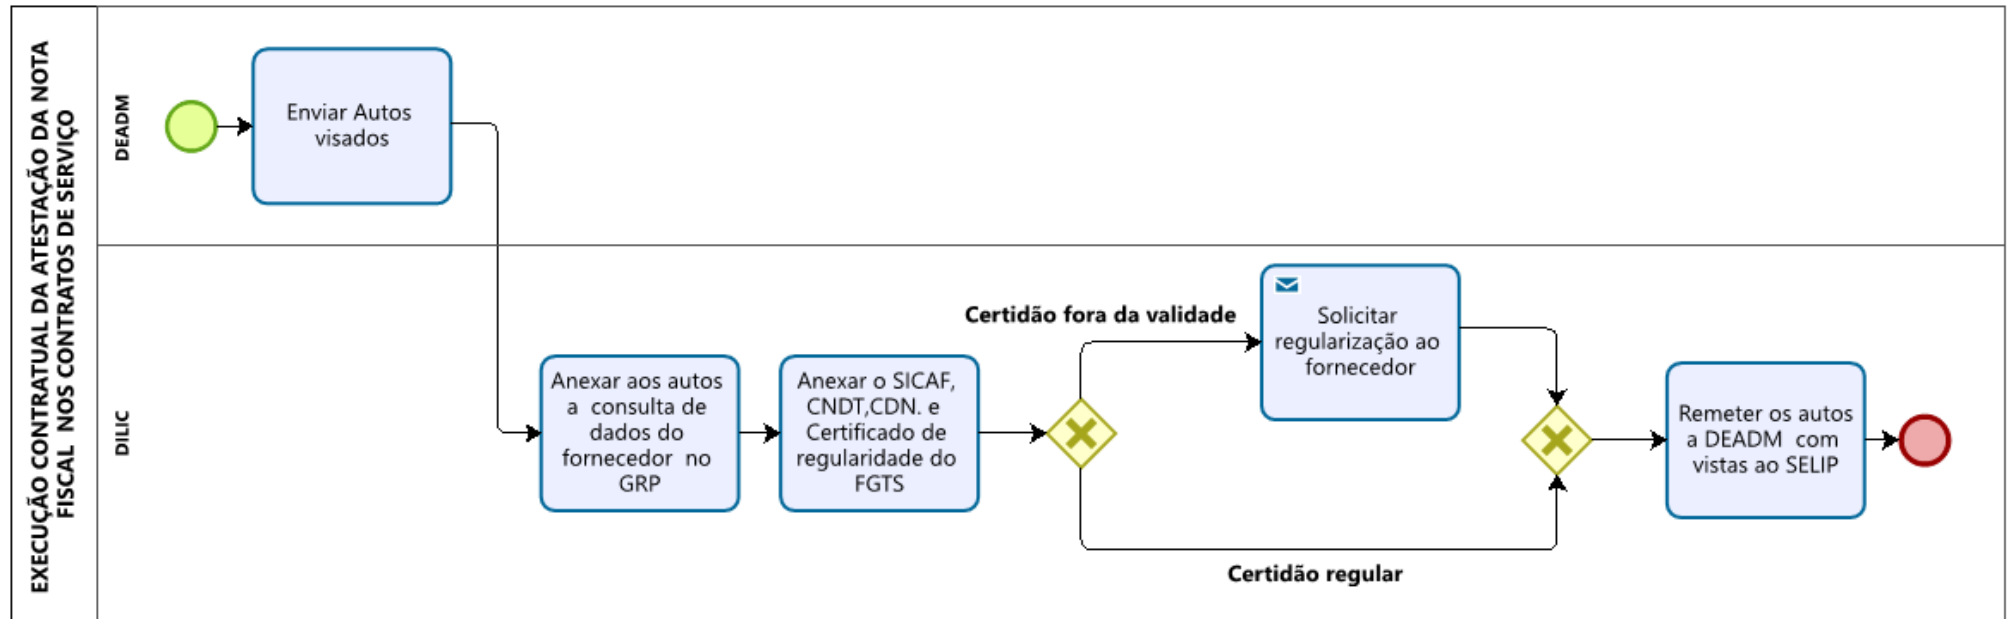 EXECUÇÃO CONTRATUAL DA ATESTAÇÃO DA NOTA
FISCAL NOS CONTRATOS DE SERVIÇO
DEADM
Enviar Autos
visados
DILIC
Anexar aos autos
a consulta de
dados do
fornecedor no
GRP
Anexar o SICAF,
CNDT,CDN. e
Certificado de
regularidade do
FGTS
Certidão fora da validade
Solicitar
regularização ao
fornecedor
Certidão regular
Remeter os autos
a DEADM com
vistas ao SELIP